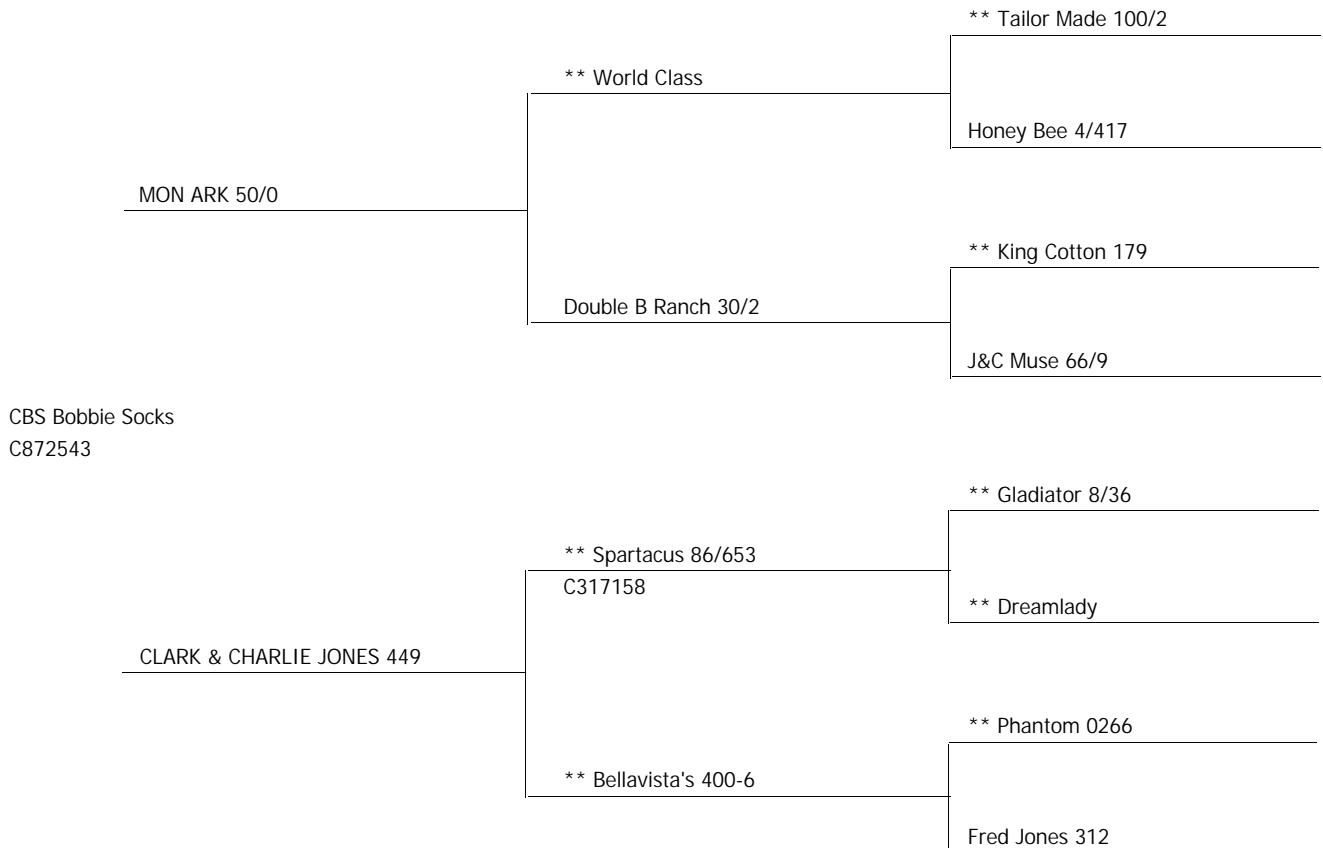 ** Tailor Made 100/2
** World Class
Honey Bee 4/417
MON ARK 50/0
** King Cotton 179
Double B Ranch 30/2
J&C Muse 66/9
CBS Bobbie Socks
C872543
** Gladiator 8/36
** Spartacus 86/653
C317158
** Dreamlady
CLARK & CHARLIE JONES 449
** Phantom 0266
** Bellavista's 400-6
Fred Jones 312